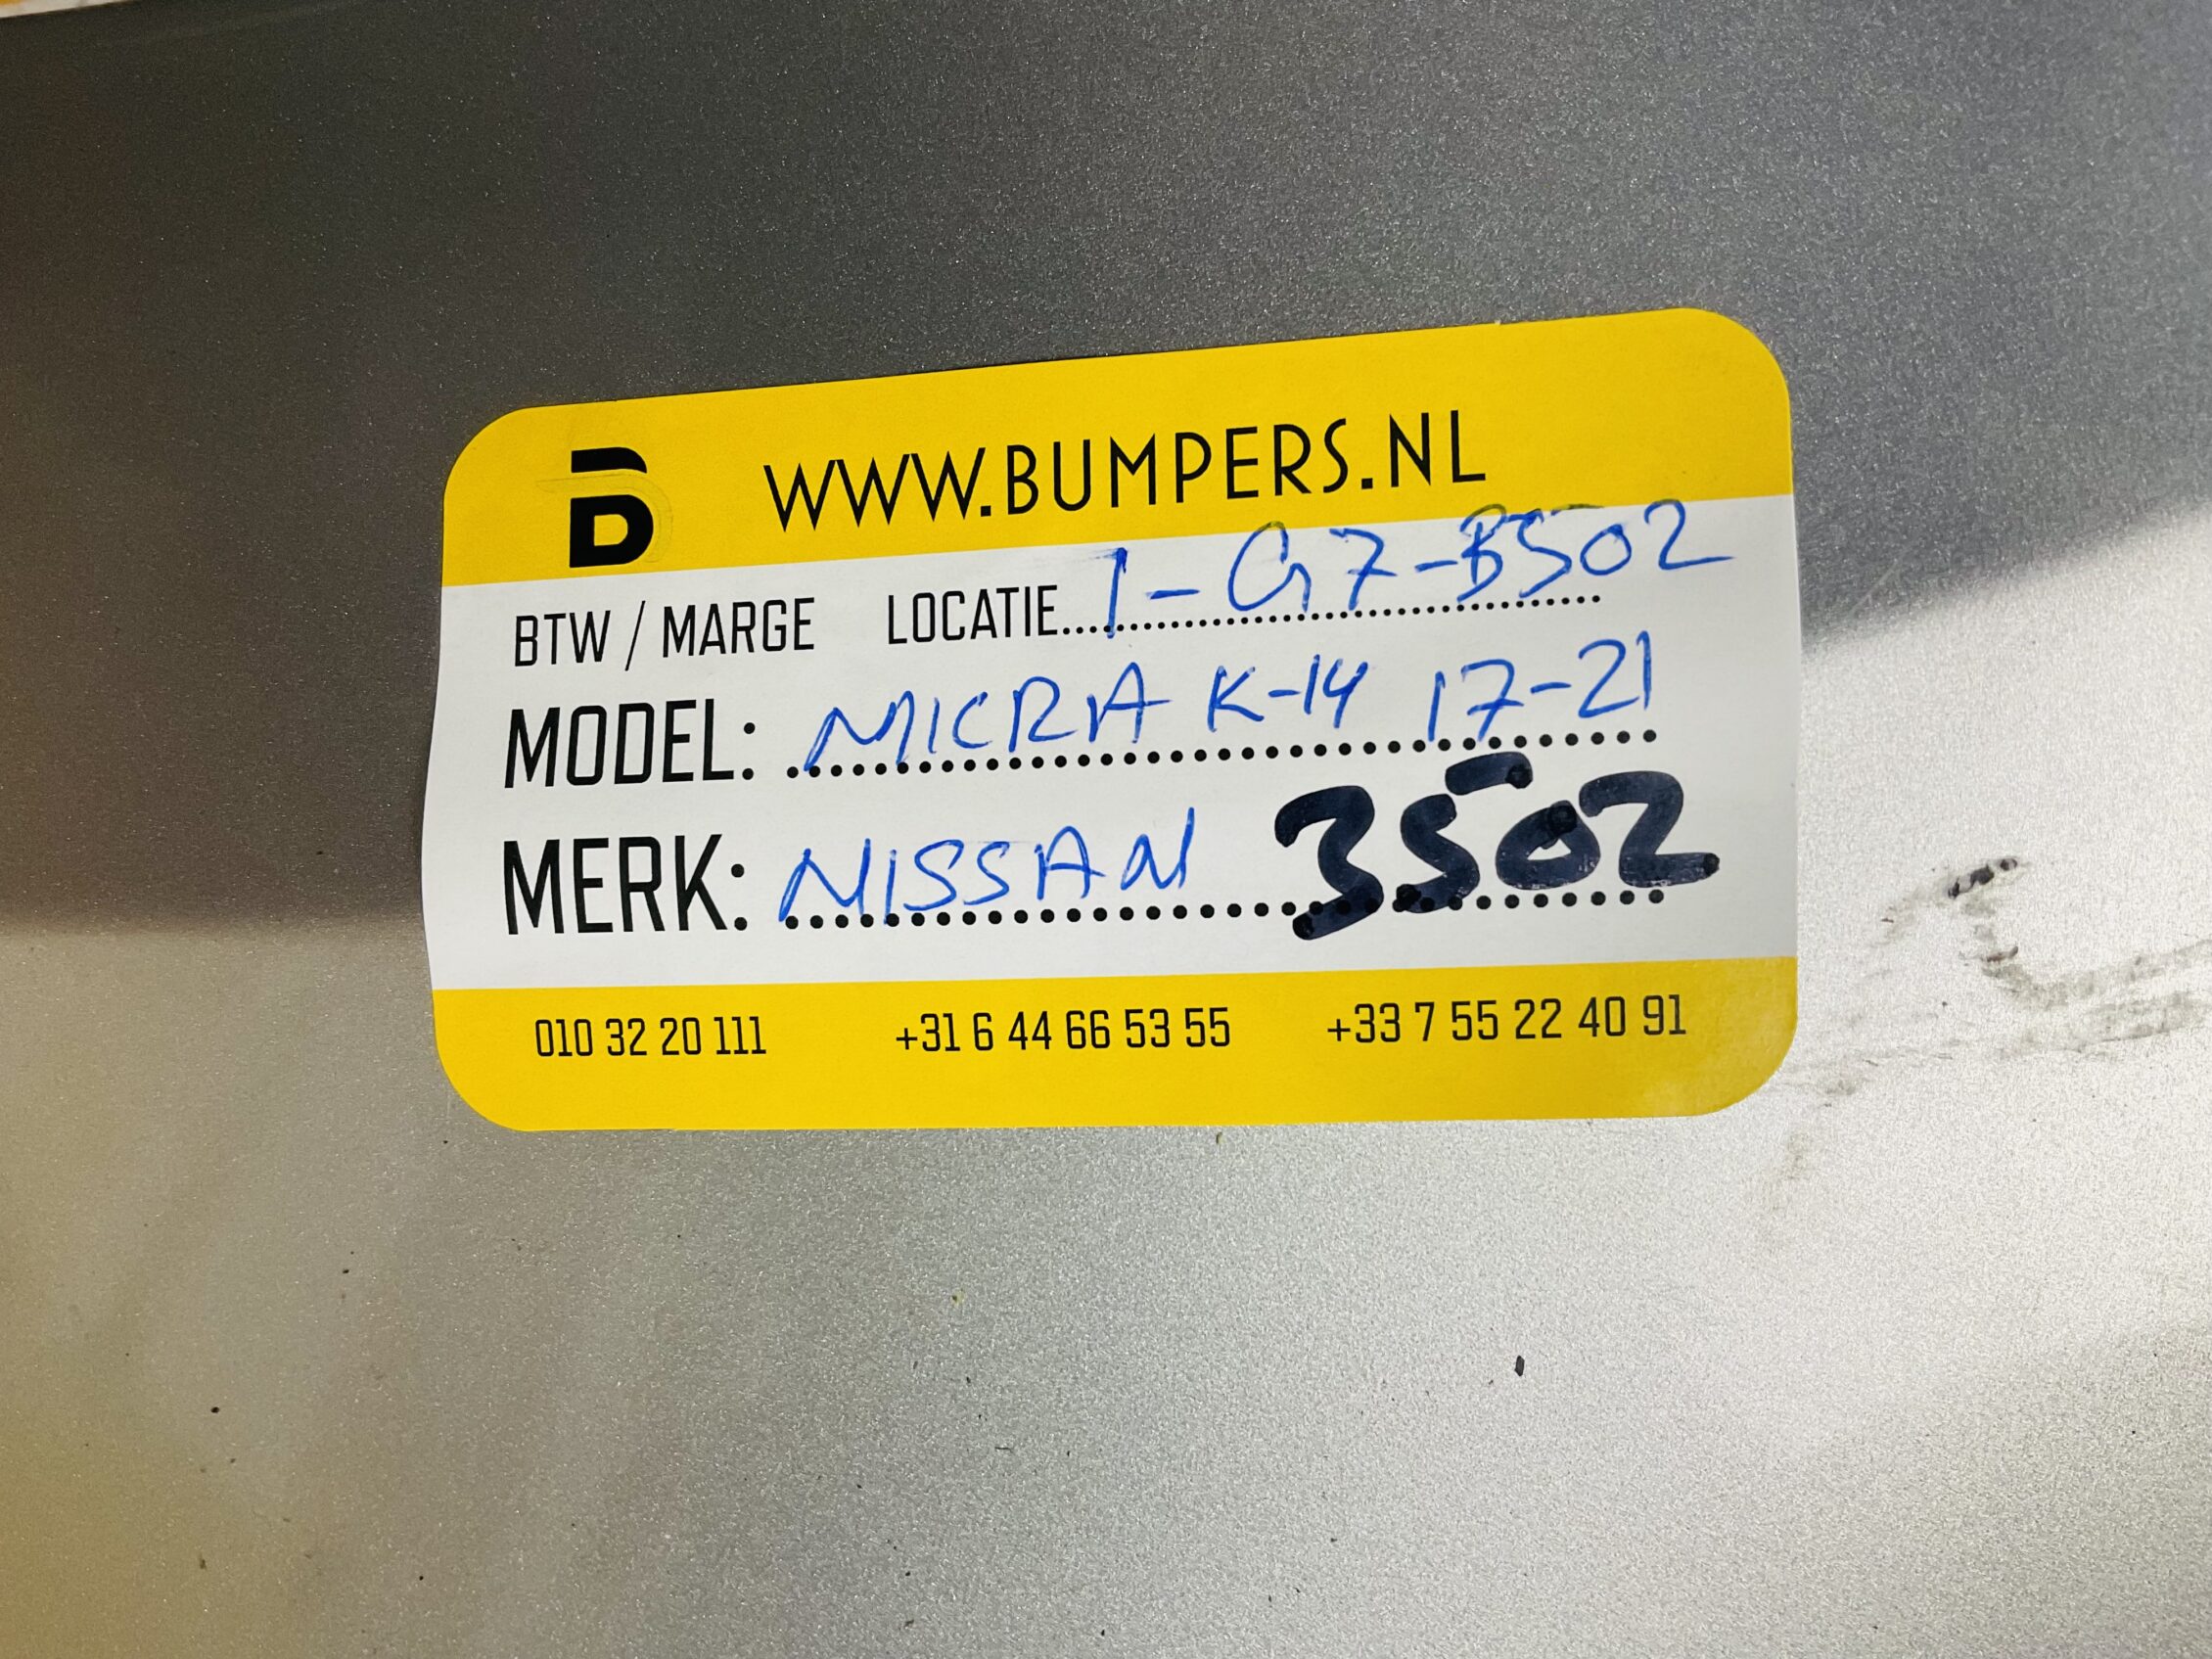 B WWW.BUMPERS.NL
BTW / MARGE LOCATIE 1-G7-B502
MODEL: MICRA K-14 17-21
MERK: NISSAN 3502
010 32 20 111 +31 6 44 66 53 55 +33 7 55 22 40 91